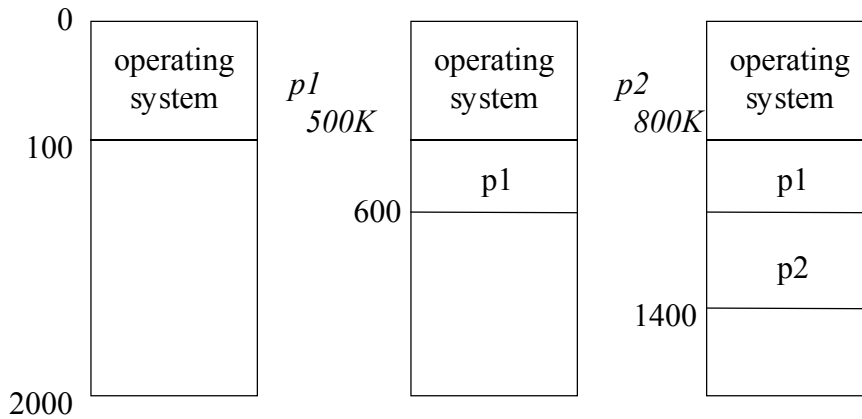 0
operating
system
100
2000
p1
500K
operating
system
p1
600
p2
800K
operating
system
p1
p2
1400